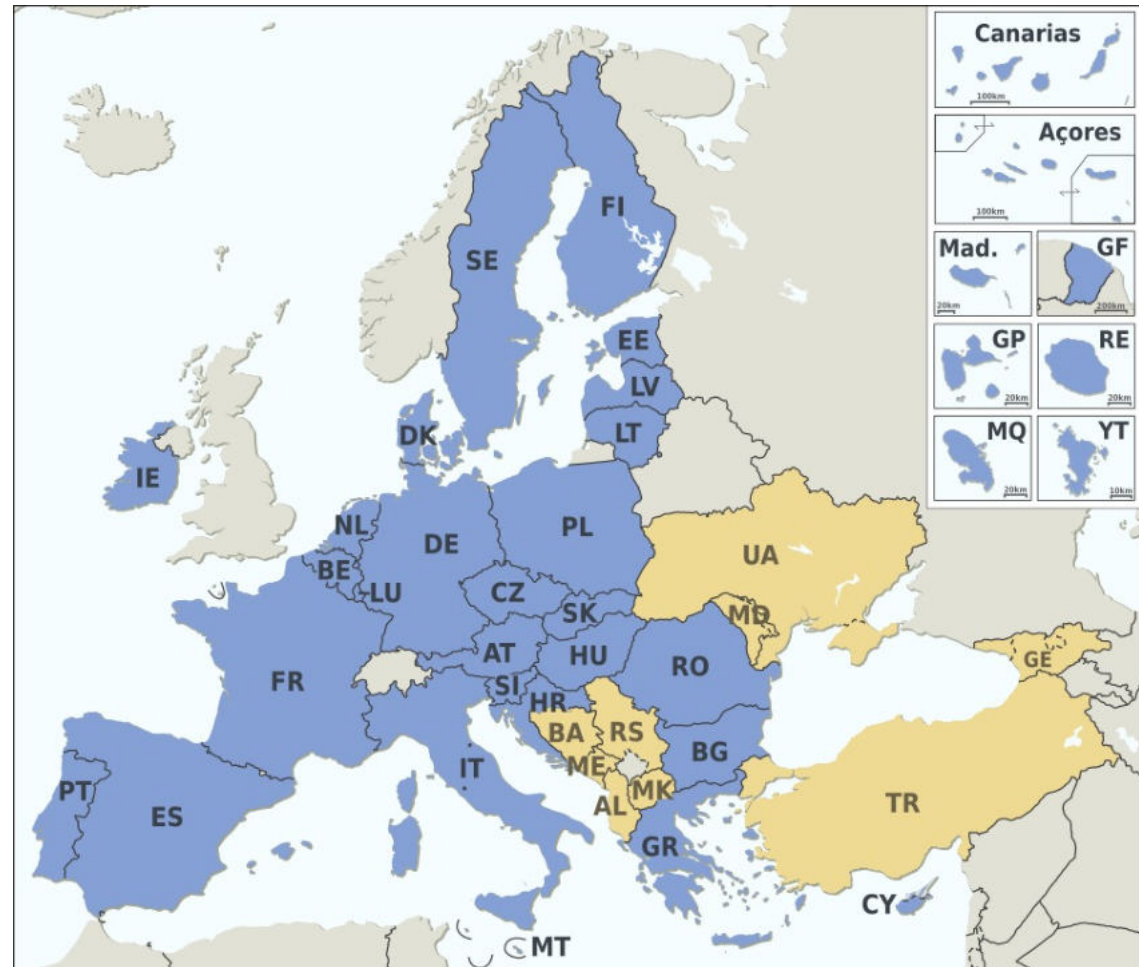 Canarias
100km
Açores
100km
Mad.
20km
GF
200km
GP
20km
RE
20km
MQ
20km
YT
10km
FI
SE
EE
LV
LT
DK
IE
NL
DE
PL
BE
LU
CZ
UA
SK
MD
AT
HU
FR
SI
RO
GE
HR
BA
RS
BG
ME
IT
PT
ES
AL
MK
TR
GR
CY
MT